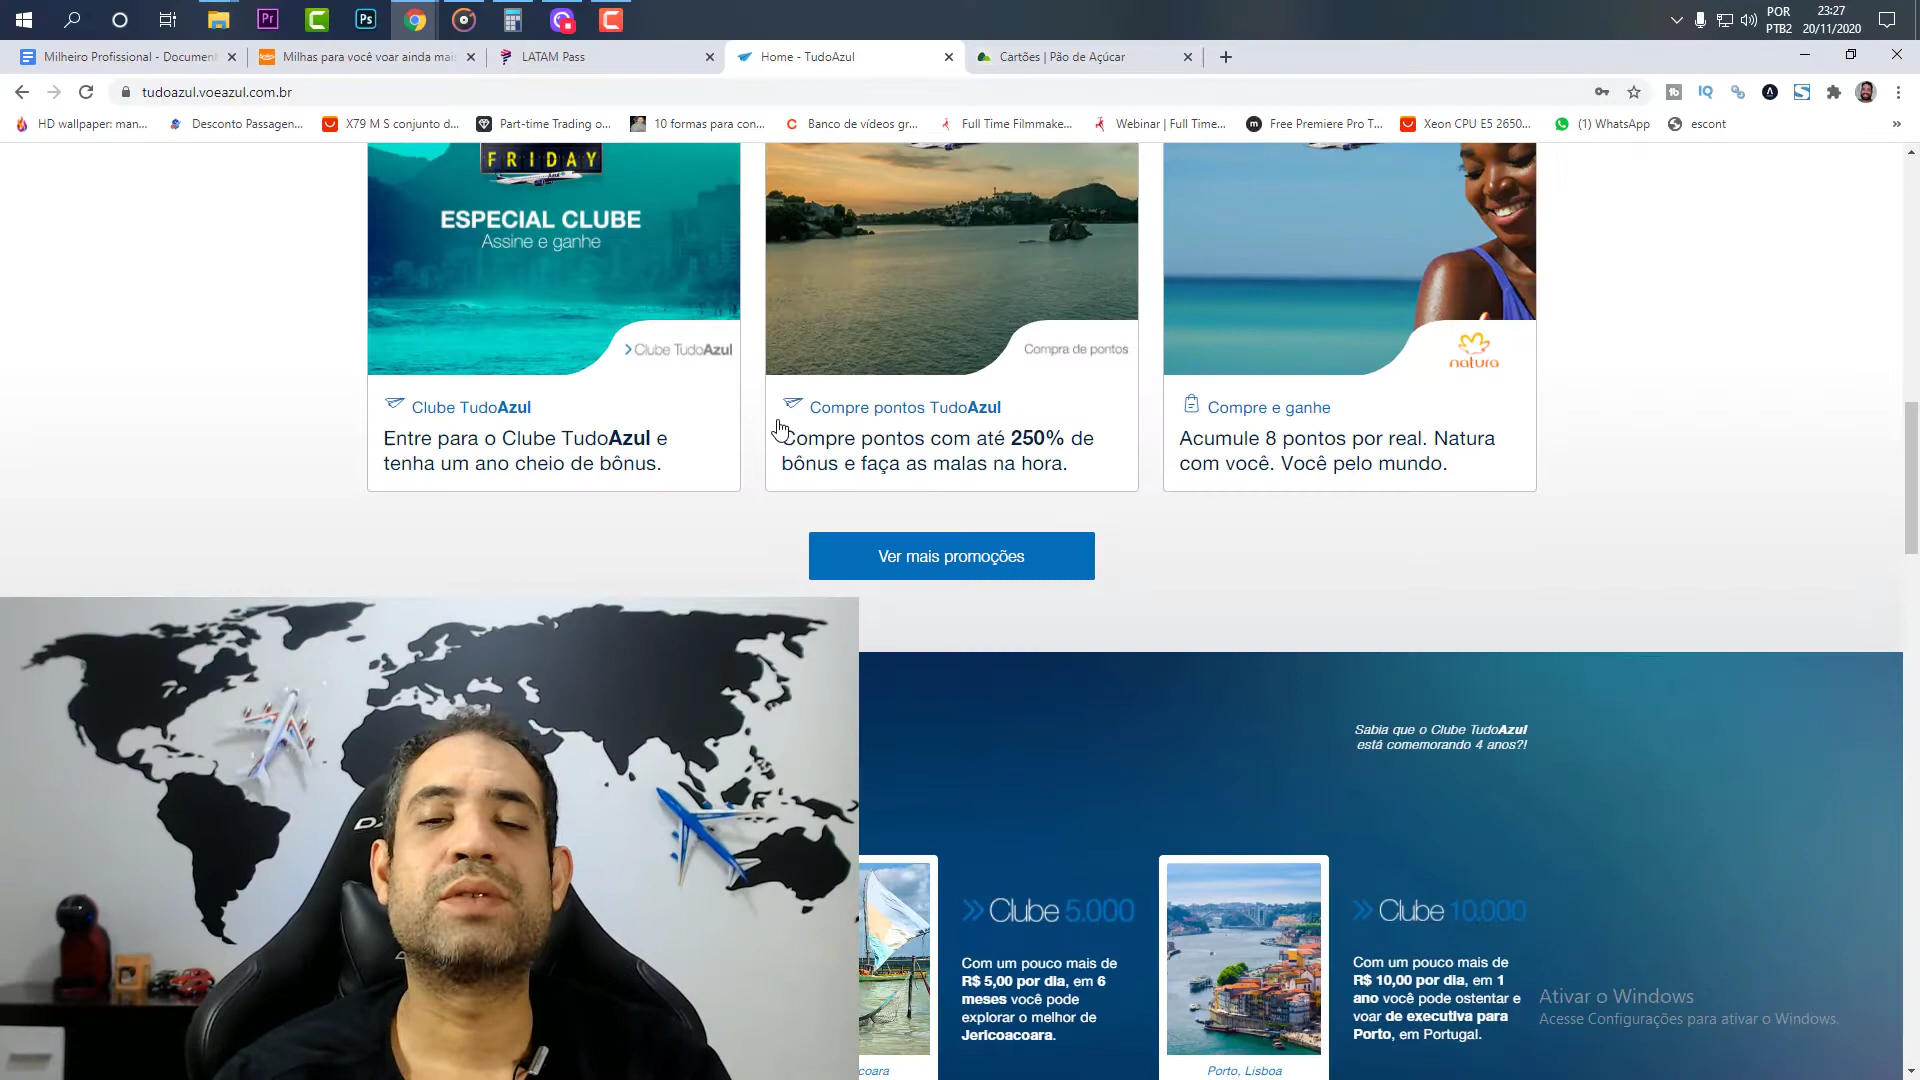 POR
PTB2
23:27
20/11/2020
Milheiro Profissional - Document
Milhas para você voar ainda mais
LATAM Pass
Home - TudoAzul
Cartões | Pão de Açúcar
tudoazul.voeazul.com.br
HD wallpaper: man...
Desconto Passagen...
X79 M S conjunto d...
Part-time Trading o...
10 formas para con...
Banco de vídeos gr...
Full Time Filmmake...
Webinar | Full Time...
Free Premiere Pro T...
Xeon CPU E5 2650...
(1) WhatsApp
escont
FRIDAY
Azul
ESPECIAL CLUBE
Assine e ganhe
Clube TudoAzul
Clube TudoAzul
Entre para o Clube TudoAzul e
tenha um ano cheio de bônus.
Compra de pontos
Compre pontos TudoAzul
Compre pontos com até 250% de
bônus e faça as malas na hora.
natura
Compre e ganhe
Acumule 8 pontos por real. Natura
com você. Você pelo mundo.
Ver mais promoções
Sabia que o Clube TudoAzul
está comemorando 4 anos?!
Clube 5.000
Com um pouco mais de
R$ 5,00 por dia, em 6
meses você pode
explorar o melhor de
Jericoacoara.
coara
Clube 10.000
Com um pouco mais de
R$ 10,00 por dia, em 1
ano você pode ostentar e
voar de executiva para
Porto, em Portugal.
Porto, Lisboa
Ativar o Windows
Acesse Configurações para ativar o Windows.